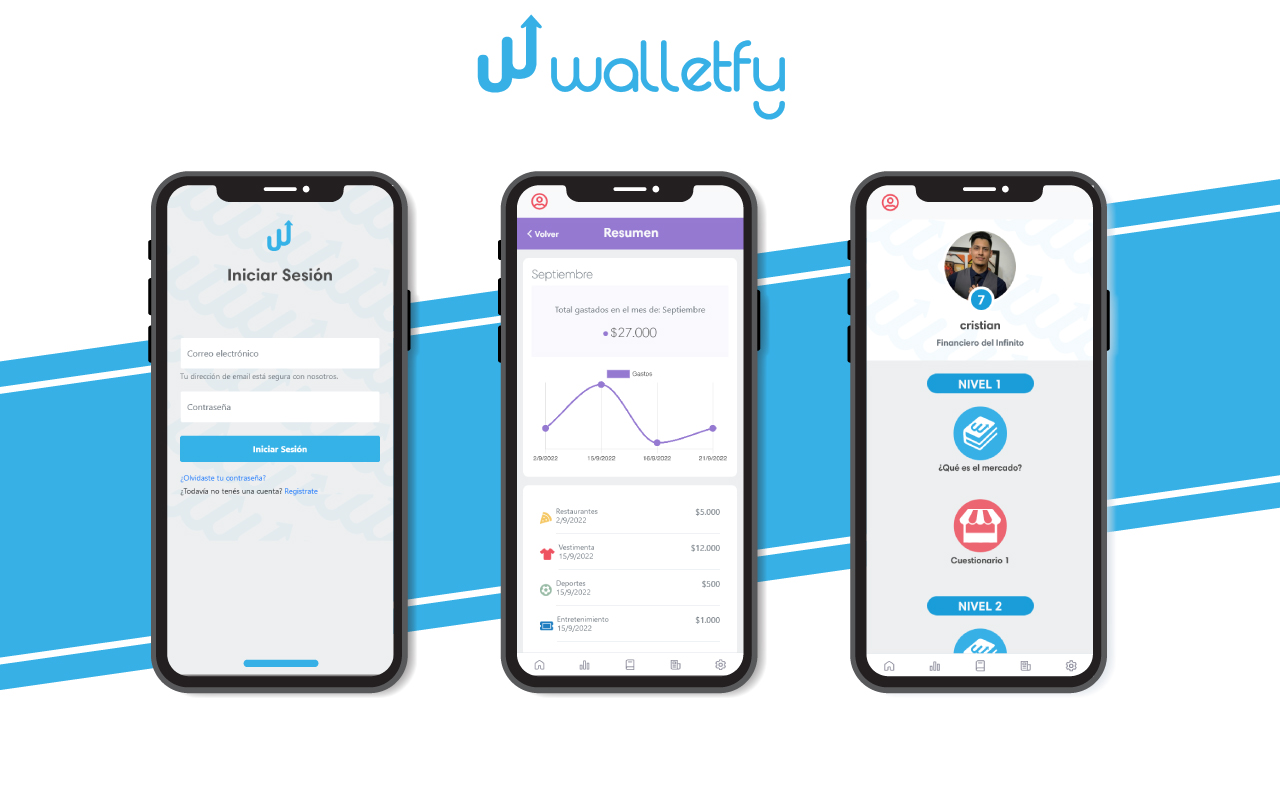 walletfy
Iniciar Sesión
Correo electrónico
Tu dirección de email está segura con nosotros.
Contraseña
Iniciar Sesión
¿Olvidaste tu contraseña?
¿Todavía no tenés una cuenta? Registrate
Volver
Resumen
Septiembre
Total gastados en el mes de: Septiembre
$27.000
Gastos
2/9/2022 15/9/2022 16/9/2022 21/9/2022
Restaurantes $5.000
2/9/2022
Vestimenta $12.000
15/9/2022
Deportes $500
15/9/2022
Entretenimiento $1.000
15/9/2022
7
cristian
Financiero del Infinito
NIVEL 1
¿Qué es el mercado?
Cuestionario 1
NIVEL 2